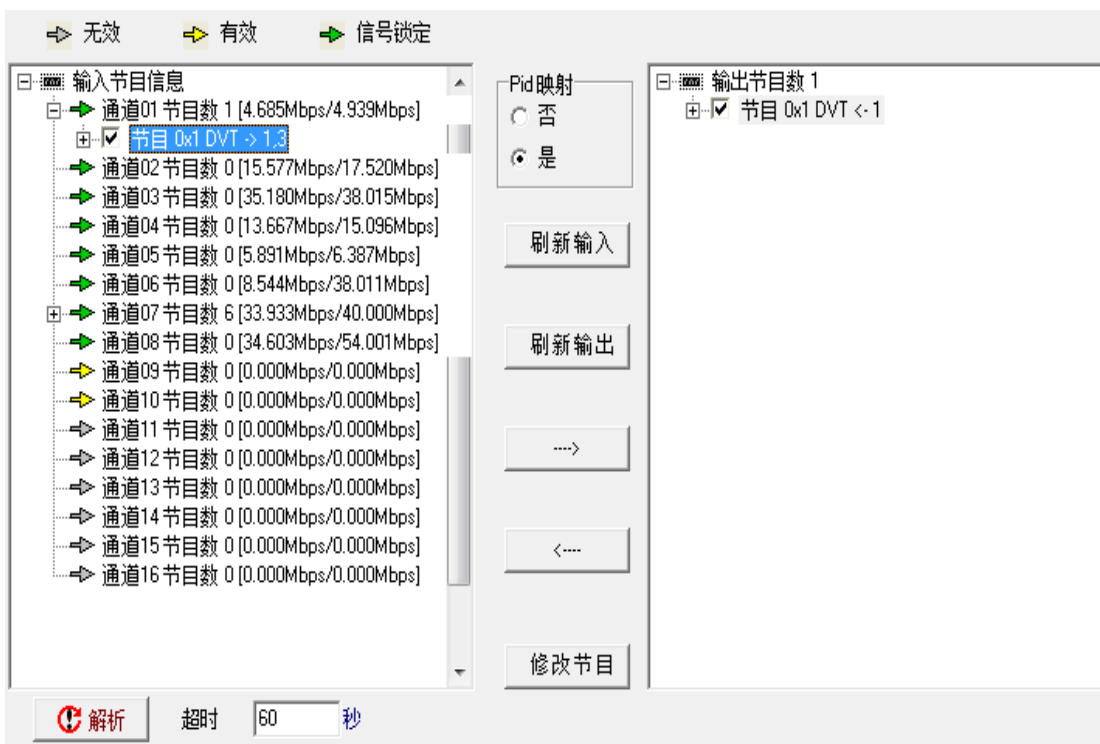 无效 有效 信号锁定
输入节目信息
通道01 节目数 1 [4.685Mbps/4.939Mbps]
节目 0x1 DVT -> 1,3
通道02 节目数 0 [15.577Mbps/17.520Mbps]
通道03 节目数 0 [35.180Mbps/38.015Mbps]
通道04 节目数 0 [13.667Mbps/15.096Mbps]
通道05 节目数 0 [5.891Mbps/6.387Mbps]
通道06 节目数 0 [8.544Mbps/38.011Mbps]
通道07 节目数 6 [33.933Mbps/40.000Mbps]
通道08 节目数 0 [34.603Mbps/54.001Mbps]
通道09 节目数 0 [0.000Mbps/0.000Mbps]
通道10 节目数 0 [0.000Mbps/0.000Mbps]
通道11 节目数 0 [0.000Mbps/0.000Mbps]
通道12 节目数 0 [0.000Mbps/0.000Mbps]
通道13 节目数 0 [0.000Mbps/0.000Mbps]
通道14 节目数 0 [0.000Mbps/0.000Mbps]
通道15 节目数 0 [0.000Mbps/0.000Mbps]
通道16 节目数 0 [0.000Mbps/0.000Mbps]
Pid映射
否
是
刷新输入
刷新输出
---->
<----
修改节目
输出节目数 1
节目 0x1 DVT <- 1
解析 超时 60 秒